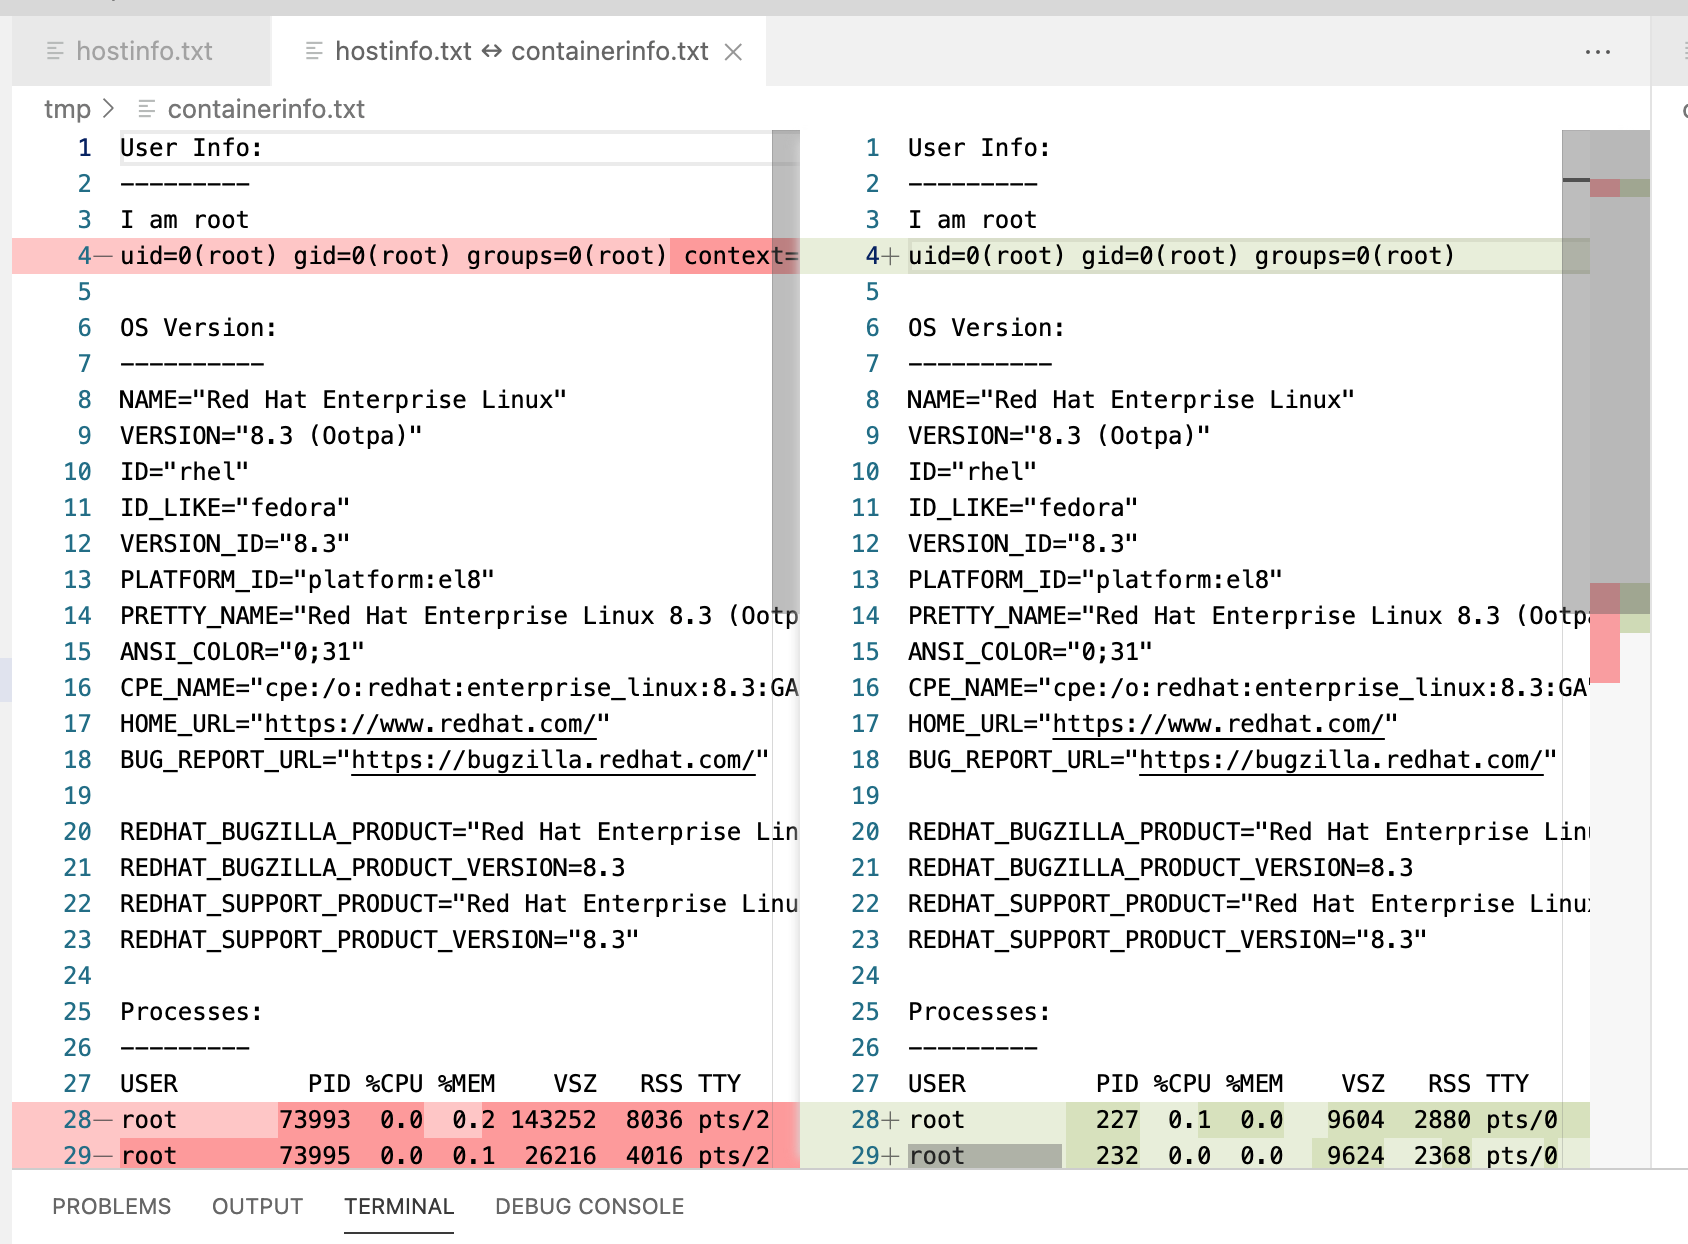 hostinfo.txt
hostinfo.txt ↔ containerinfo.txt
tmp > containerinfo.txt
1 User Info:
2 ---------
3 I am root
4— uid=0(root) gid=0(root) groups=0(root) context=
5
6 OS Version:
7 ----------
8 NAME="Red Hat Enterprise Linux"
9 VERSION="8.3 (Ootpa)"
10 ID="rhel"
11 ID_LIKE="fedora"
12 VERSION_ID="8.3"
13 PLATFORM_ID="platform:el8"
14 PRETTY_NAME="Red Hat Enterprise Linux 8.3 (Ootp
15 ANSI_COLOR="0;31"
16 CPE_NAME="cpe:/o:redhat:enterprise_linux:8.3:GA
17 HOME_URL="https://www.redhat.com/"
18 BUG_REPORT_URL="https://bugzilla.redhat.com/"
19
20 REDHAT_BUGZILLA_PRODUCT="Red Hat Enterprise Lin
21 REDHAT_BUGZILLA_PRODUCT_VERSION=8.3
22 REDHAT_SUPPORT_PRODUCT="Red Hat Enterprise Linu
23 REDHAT_SUPPORT_PRODUCT_VERSION="8.3"
24
25 Processes:
26 ---------
27 USER PID %CPU %MEM VSZ RSS TTY
28— root 73993 0.0 0.2 143252 8036 pts/2
29— root 73995 0.0 0.1 26216 4016 pts/2
1 User Info:
2 ---------
3 I am root
4+ uid=0(root) gid=0(root) groups=0(root)
5
6 OS Version:
7 ----------
8 NAME="Red Hat Enterprise Linux"
9 VERSION="8.3 (Ootpa)"
10 ID="rhel"
11 ID_LIKE="fedora"
12 VERSION_ID="8.3"
13 PLATFORM_ID="platform:el8"
14 PRETTY_NAME="Red Hat Enterprise Linux 8.3 (Ootpa
15 ANSI_COLOR="0;31"
16 CPE_NAME="cpe:/o:redhat:enterprise_linux:8.3:GA"
17 HOME_URL="https://www.redhat.com/"
18 BUG_REPORT_URL="https://bugzilla.redhat.com/"
19
20 REDHAT_BUGZILLA_PRODUCT="Red Hat Enterprise Linu
21 REDHAT_BUGZILLA_PRODUCT_VERSION=8.3
22 REDHAT_SUPPORT_PRODUCT="Red Hat Enterprise Linux
23 REDHAT_SUPPORT_PRODUCT_VERSION="8.3"
24
25 Processes:
26 ---------
27 USER PID %CPU %MEM VSZ RSS TTY
28+ root 227 0.1 0.0 9604 2880 pts/0
29+ root 232 0.0 0.0 9624 2368 pts/0
PROBLEMS OUTPUT TERMINAL DEBUG CONSOLE